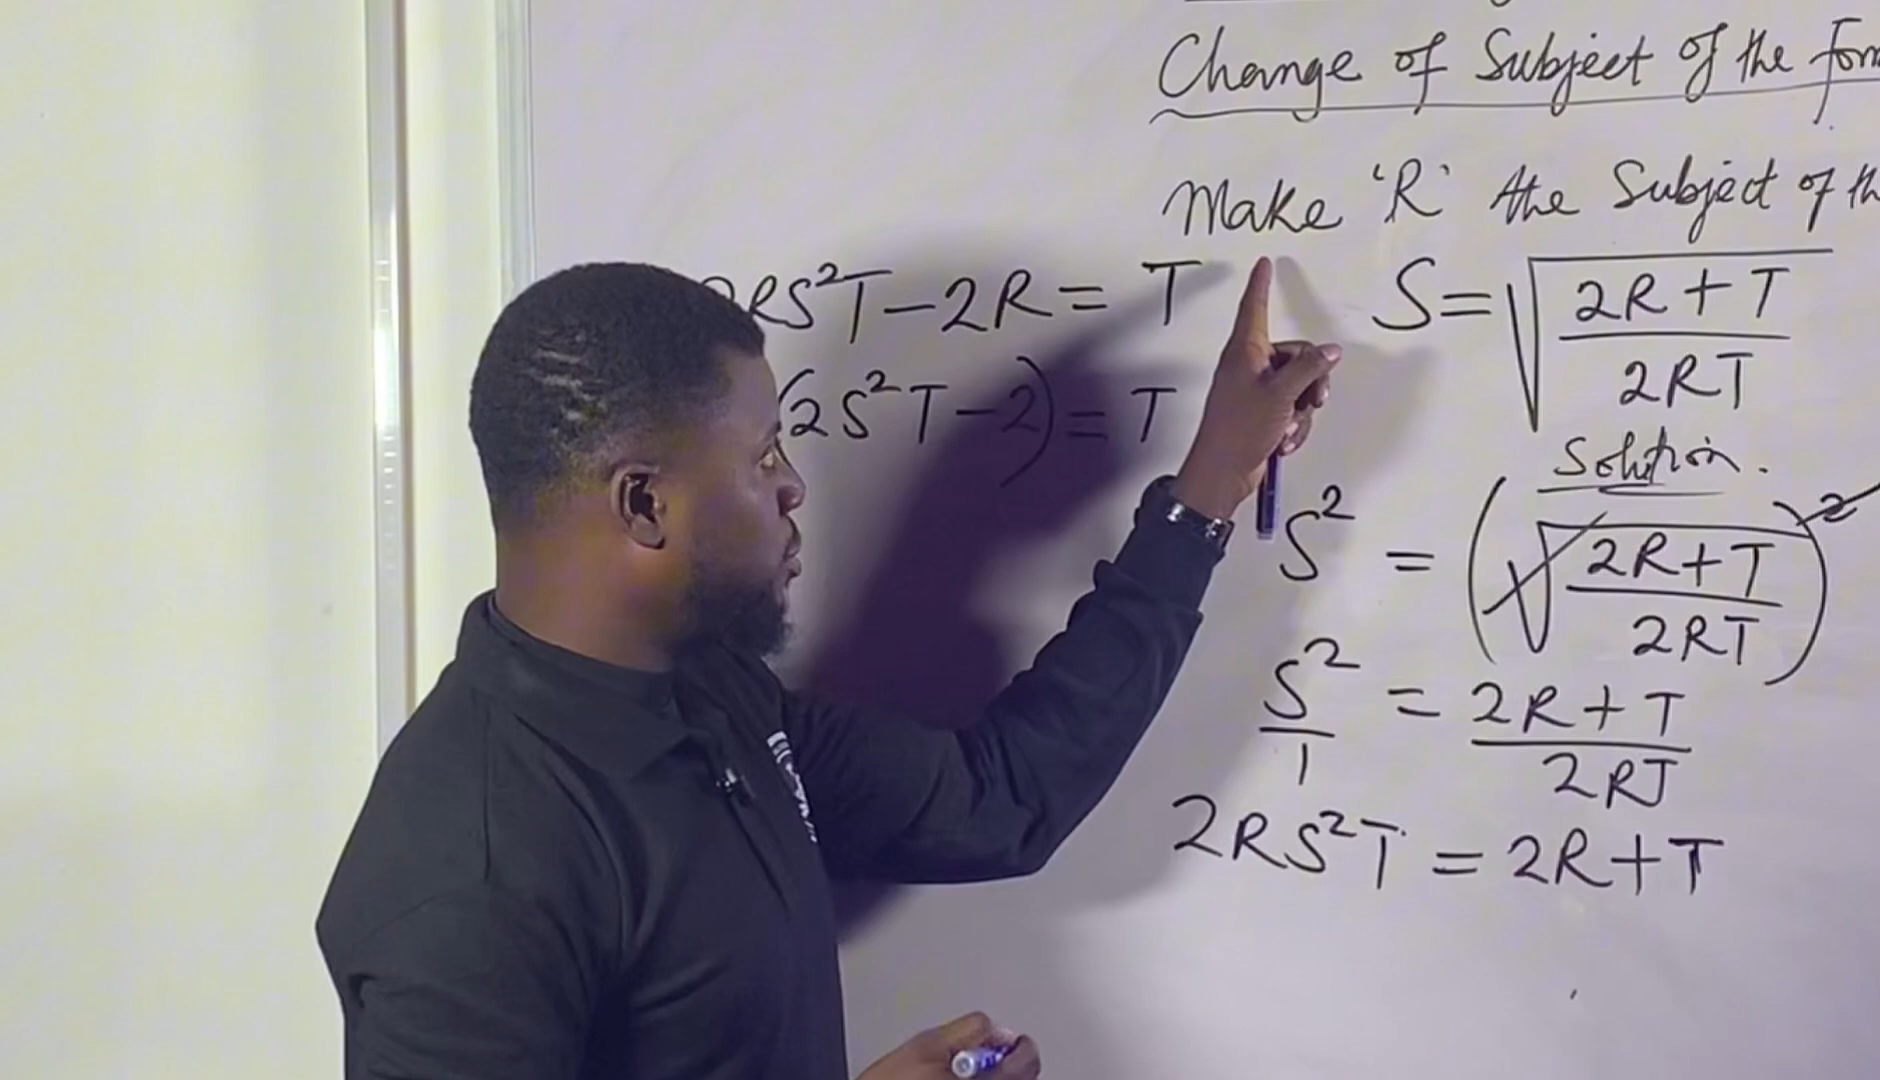 Change of Subject of the
Make 'R' the Subject of
S = √(2R + T / 2RT)
Solution.
S² = (√(2R + T / 2RT))²
S²/1 = 2R + T / 2RT
2RS²T = 2R + T
RS²T - 2R = T
(2S²T - 2) = T